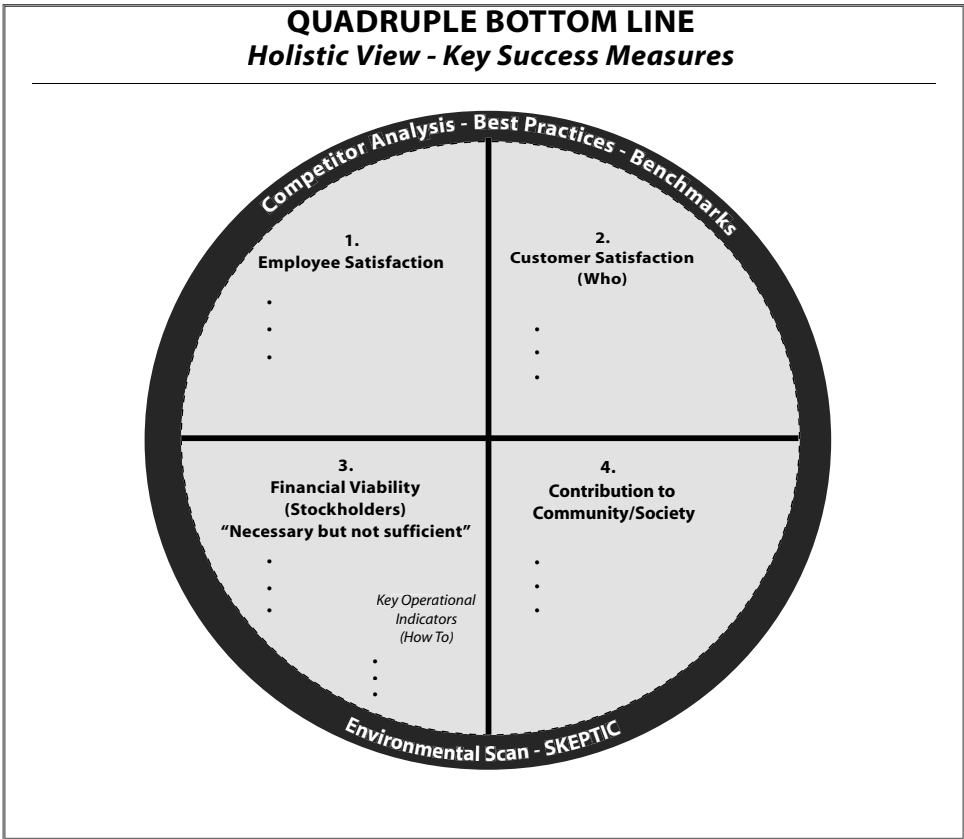 QUADRUPLE BOTTOM LINE
Holistic View - Key Success Measures
Competitor Analysis - Best Practices - Benchmarks
1.
Employee Satisfaction
•
•
•
2.
Customer Satisfaction
(Who)
•
•
•
3.
Financial Viability
(Stockholders)
“Necessary but not sufficient”
•
•
•
Key Operational
Indicators
(How To)
•
•
•
4.
Contribution to
Community/Society
•
•
•
Environmental Scan - SKEPTIC